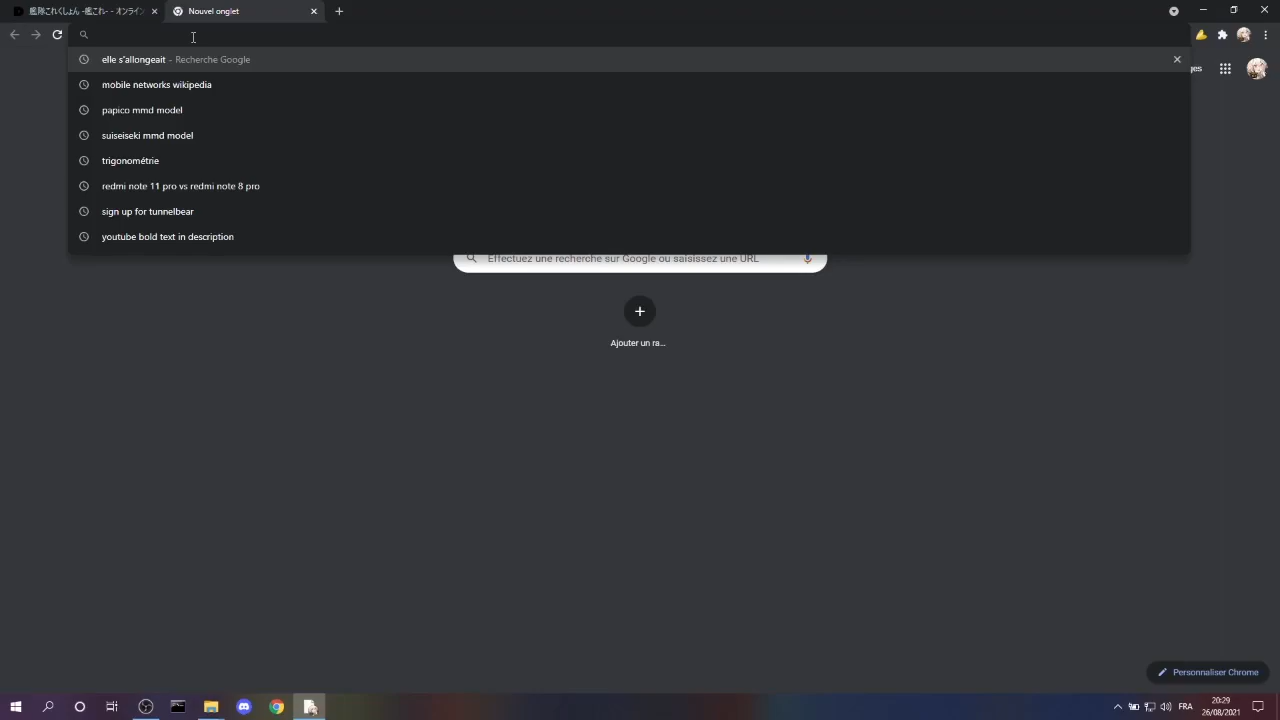 艦隊これくしょん -艦これ- - オンライン
Nouvel onglet
elle s'allongeait - Recherche Google
ges
mobile networks wikipedia
papico mmd model
suiseiseki mmd model
trigonométrie
redmi note 11 pro vs redmi note 8 pro
sign up for tunnelbear
youtube bold text in description
Effectuez une recherche sur Google ou saisissez une URL
Ajouter un ra...
Personnaliser Chrome
FRA
20:29
26/08/2021